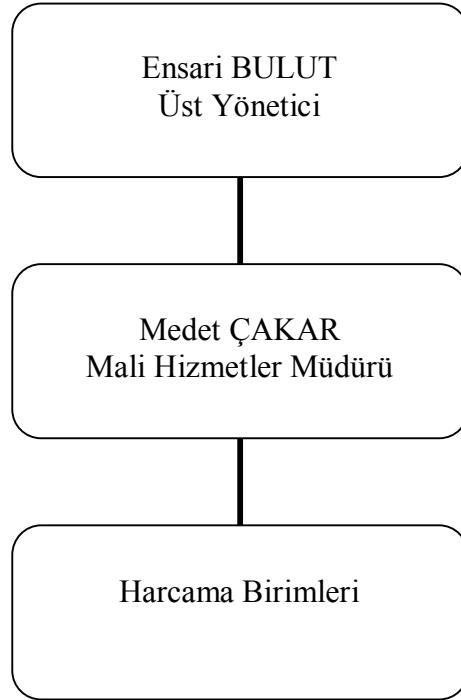 Ensari BULUT
Üst Yönetici
Medet ÇAKAR
Mali Hizmetler Müdürü
Harcama Birimleri